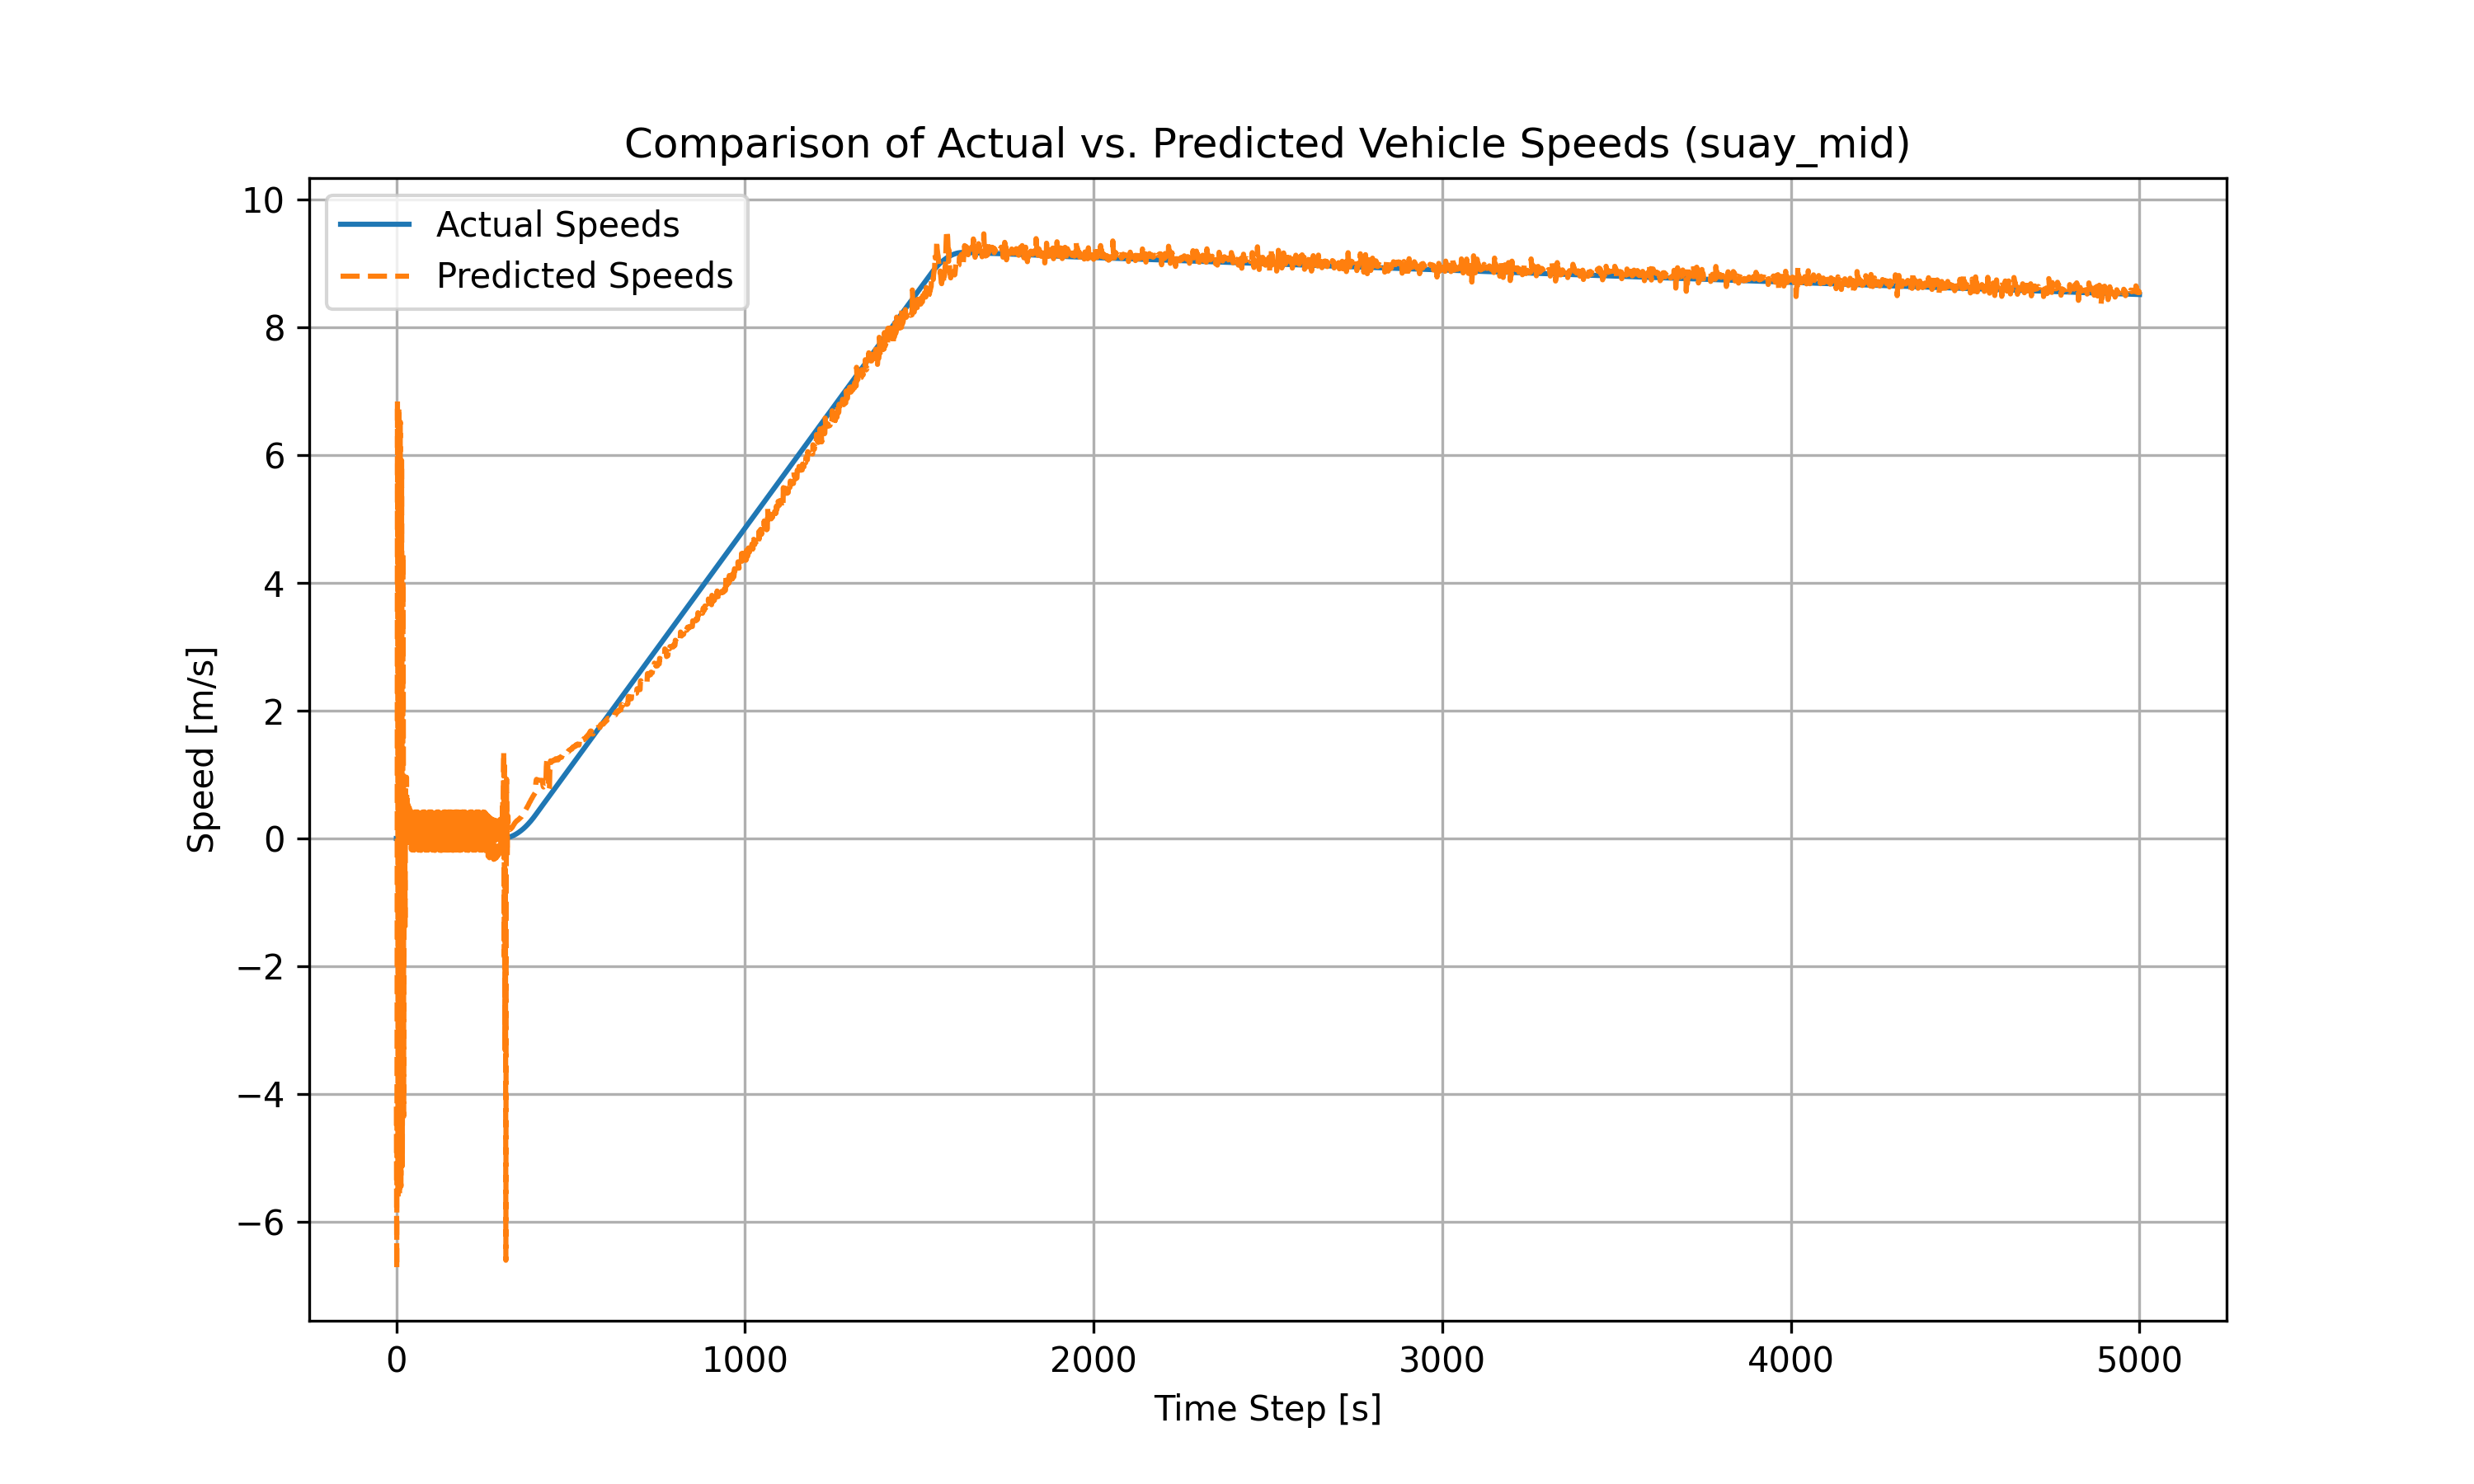 Comparison of Actual vs. Predicted Vehicle Speeds (suay_mid)
Actual Speeds
Predicted Speeds
10
8
6
4
2
0
−2
−4
−6
Speed [m/s]
0 1000 2000 3000 4000 5000
Time Step [s]